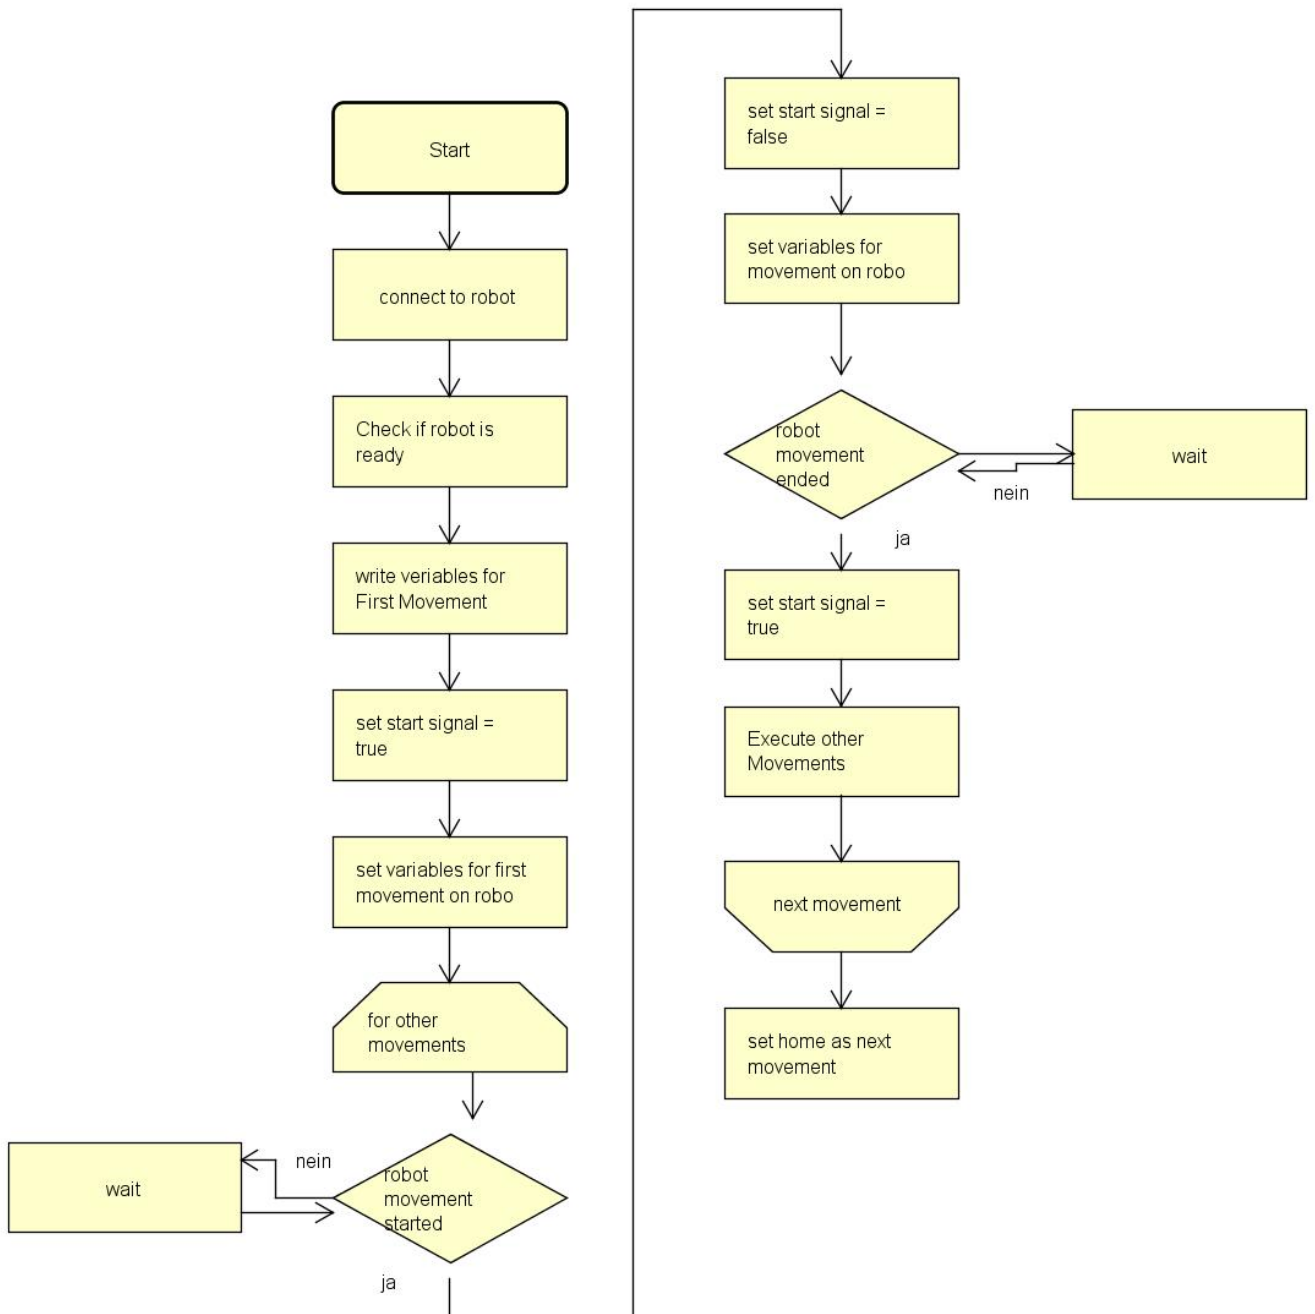 Start
connect to robot
Check if robot is
ready
write veriables for
First Movement
set start signal =
true
set variables for first
movement on robo
for other
movements
robot
movement
started
nein
wait
ja
set start signal =
false
set variables for
movement on robo
robot
movement
ended
wait
nein
ja
set start signal =
true
Execute other
Movements
next movement
set home as next
movement